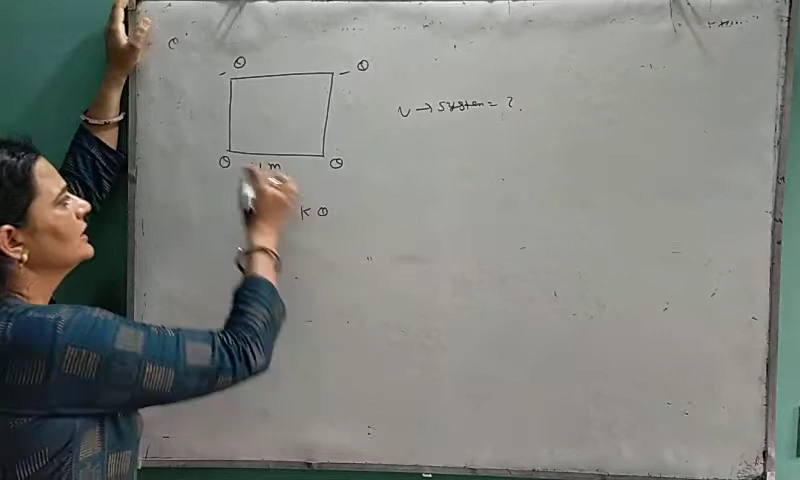 - Q - Q
U → System = ?
Q 1 m Q
K Q